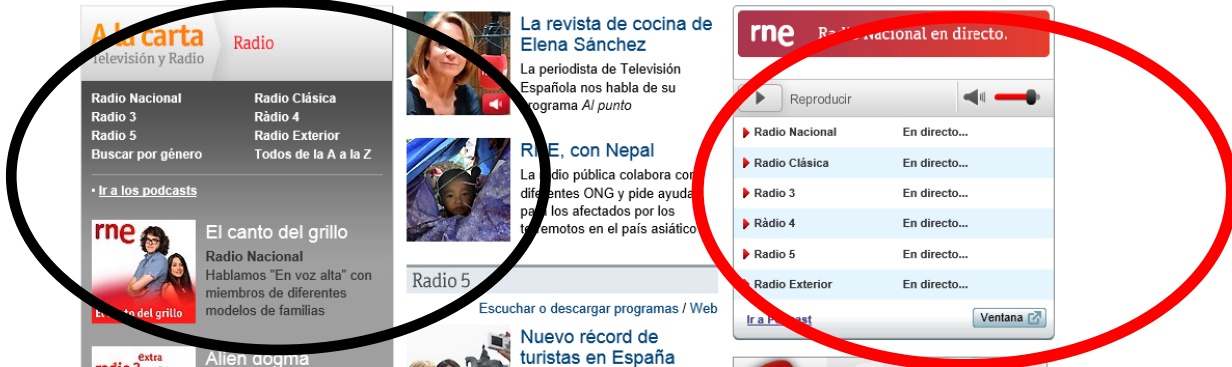 A la carta
Televisión y Radio
Radio
Radio Nacional
Radio Clásica
Radio 3
Ràdio 4
Radio 5
Radio Exterior
Buscar por género
Todos de la A a la Z
Ir a los podcasts
rne
El canto del grillo
El canto del grillo
Radio Nacional
Hablamos "En voz alta" con
miembros de diferentes
modelos de familias
extra
radio 3
Alien dogma
La revista de cocina de
Elena Sánchez
La periodista de Televisión
Española nos habla de su
programa Al punto
RNE, con Nepal
La radio pública colabora con
diferentes ONG y pide ayuda
para los afectados por los
terremotos en el país asiático
Radio 5
Escuchar o descargar programas / Web
Nuevo récord de
turistas en España
rne
Radio Nacional en directo.
Reproducir
Radio Nacional En directo...
Radio Clásica En directo...
Radio 3 En directo...
Ràdio 4 En directo...
Radio 5 En directo...
Radio Exterior En directo...
Ir a Podcast
Ventana